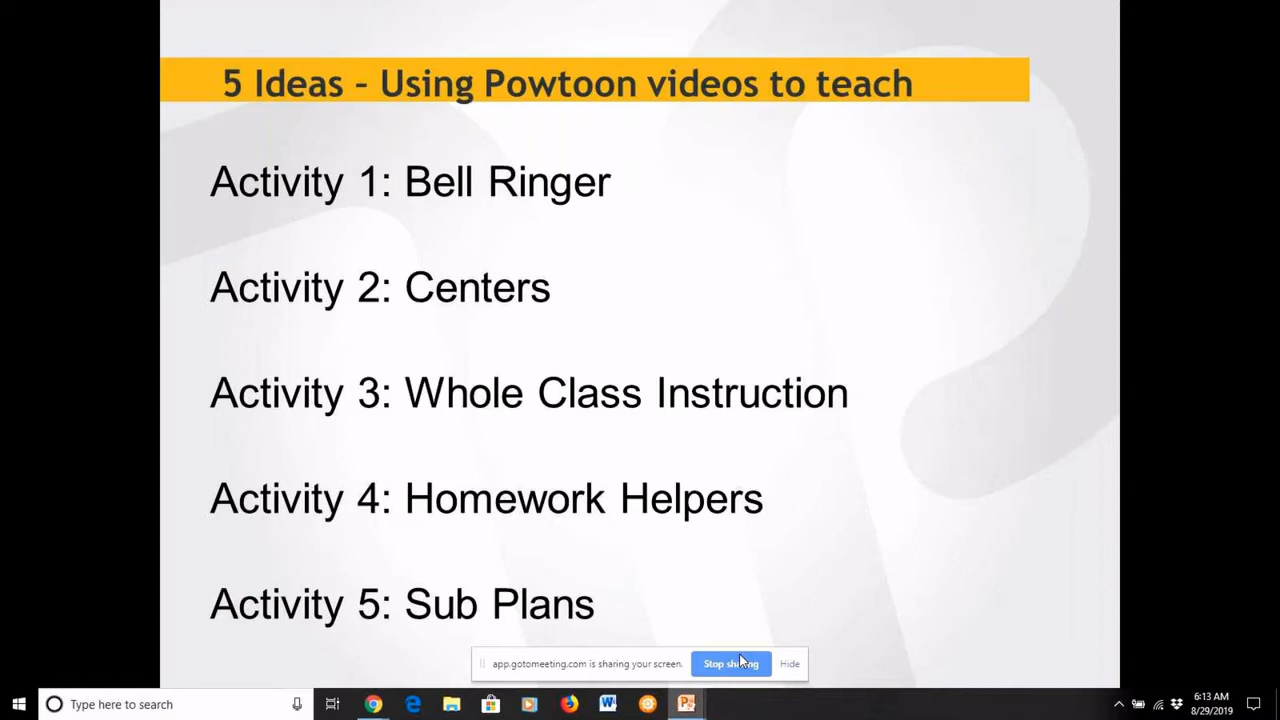 5 Ideas – Using Powtoon videos to teach
Activity 1: Bell Ringer
Activity 2: Centers
Activity 3: Whole Class Instruction
Activity 4: Homework Helpers
Activity 5: Sub Plans
app.gotomeeting.com is sharing your screen. Stop sharing Hide
Type here to search
6:13 AM
8/29/2019